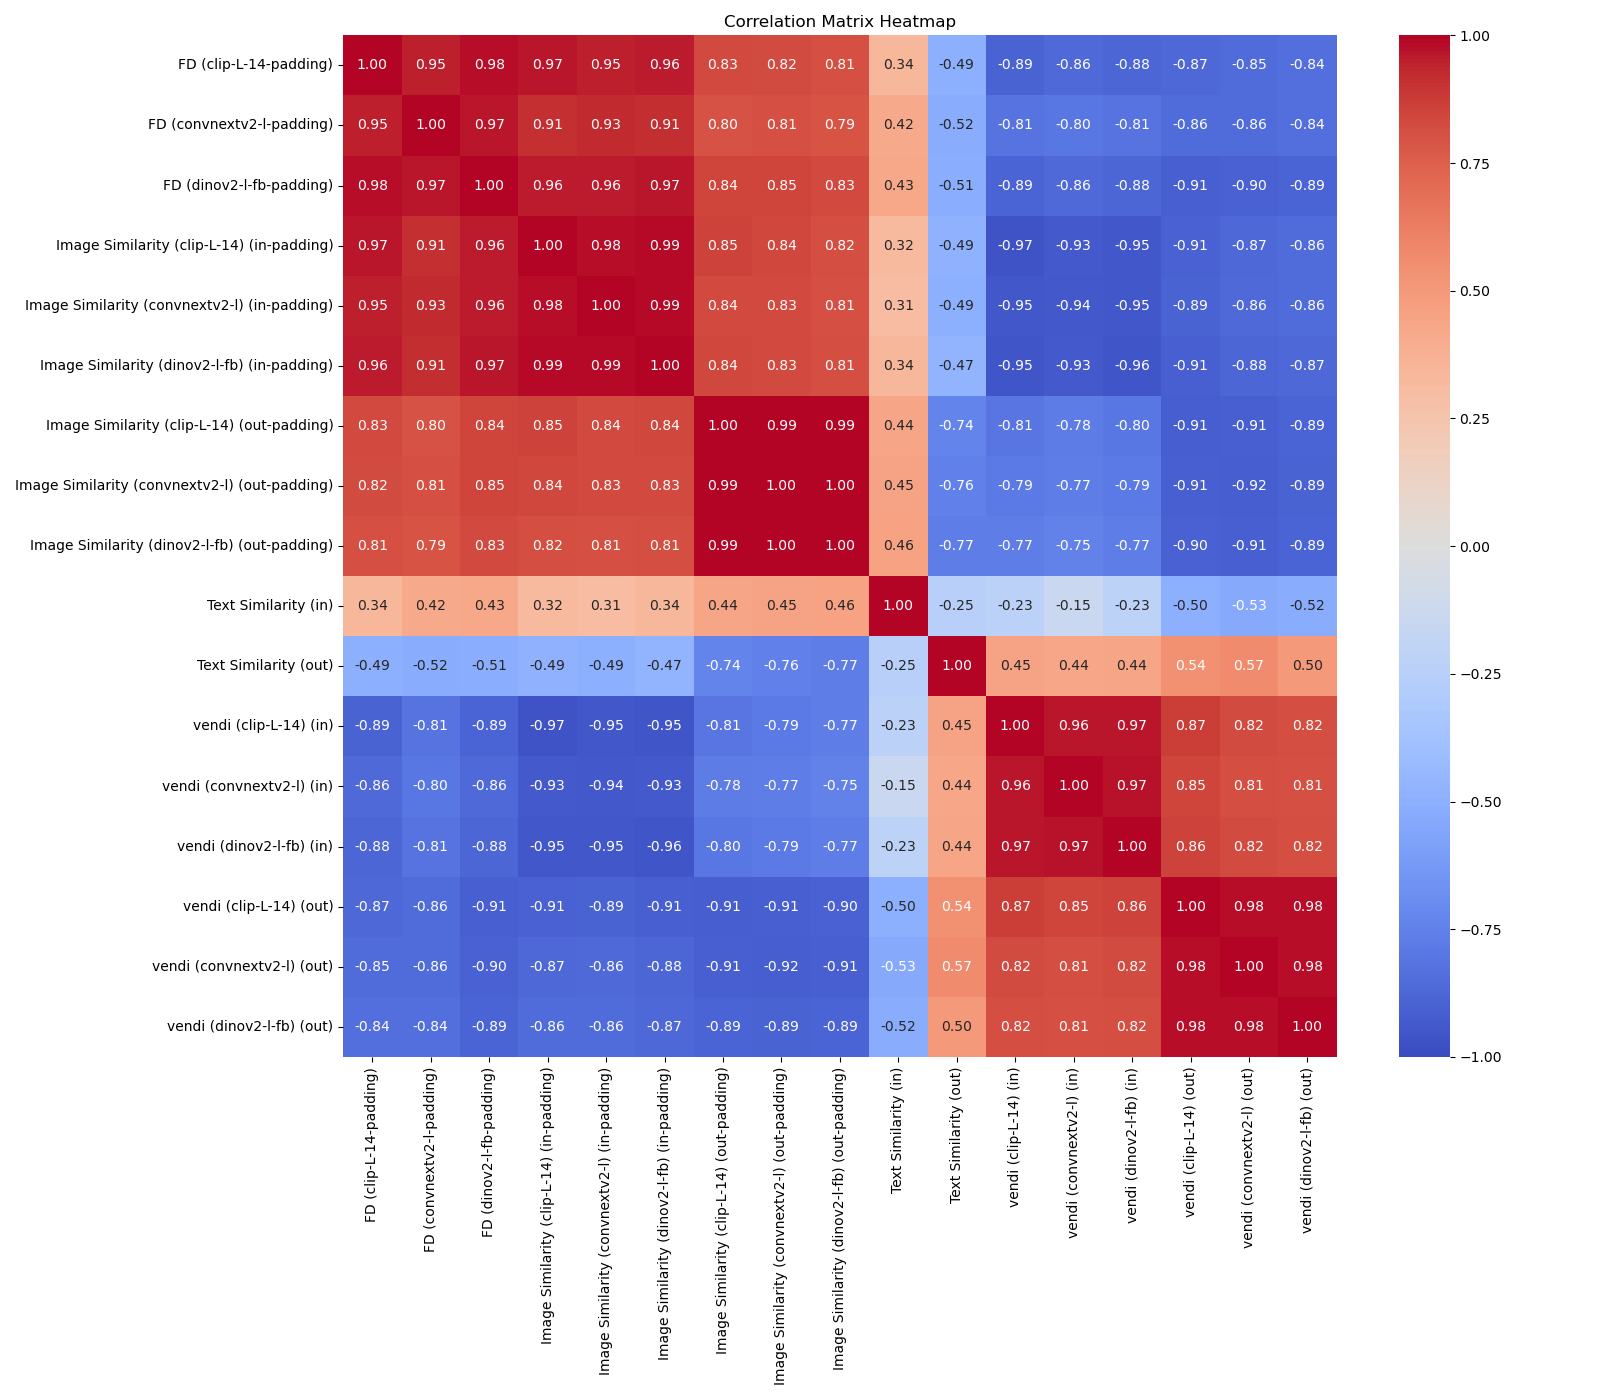 Correlation Matrix Heatmap
FD (clip-L-14-padding) 1.00 0.95 0.98 0.97 0.95 0.96 0.83 0.82 0.81 0.34 -0.49 -0.89 -0.86 -0.88 -0.87 -0.85 -0.84
FD (convnextv2-l-padding) 0.95 1.00 0.97 0.91 0.93 0.91 0.80 0.81 0.79 0.42 -0.52 -0.81 -0.80 -0.81 -0.86 -0.86 -0.84
FD (dinov2-l-fb-padding) 0.98 0.97 1.00 0.96 0.96 0.97 0.84 0.85 0.83 0.43 -0.51 -0.89 -0.86 -0.88 -0.91 -0.90 -0.89
Image Similarity (clip-L-14) (in-padding) 0.97 0.91 0.96 1.00 0.98 0.99 0.85 0.84 0.82 0.32 -0.49 -0.97 -0.93 -0.95 -0.91 -0.87 -0.86
Image Similarity (convnextv2-l) (in-padding) 0.95 0.93 0.96 0.98 1.00 0.99 0.84 0.83 0.81 0.31 -0.49 -0.95 -0.94 -0.95 -0.89 -0.86 -0.86
Image Similarity (dinov2-l-fb) (in-padding) 0.96 0.91 0.97 0.99 0.99 1.00 0.84 0.83 0.81 0.34 -0.47 -0.95 -0.93 -0.96 -0.91 -0.88 -0.87
Image Similarity (clip-L-14) (out-padding) 0.83 0.80 0.84 0.85 0.84 0.84 1.00 0.99 0.99 0.44 -0.74 -0.81 -0.78 -0.80 -0.91 -0.91 -0.89
Image Similarity (convnextv2-l) (out-padding) 0.82 0.81 0.85 0.84 0.83 0.83 0.99 1.00 1.00 0.45 -0.76 -0.79 -0.77 -0.79 -0.91 -0.92 -0.89
Image Similarity (dinov2-l-fb) (out-padding) 0.81 0.79 0.83 0.82 0.81 0.81 0.99 1.00 1.00 0.46 -0.77 -0.77 -0.75 -0.77 -0.90 -0.91 -0.89
Text Similarity (in) 0.34 0.42 0.43 0.32 0.31 0.34 0.44 0.45 0.46 1.00 -0.25 -0.23 -0.15 -0.23 -0.50 -0.53 -0.52
Text Similarity (out) -0.49 -0.52 -0.51 -0.49 -0.49 -0.47 -0.74 -0.76 -0.77 -0.25 1.00 0.45 0.44 0.44 0.54 0.57 0.50
vendi (clip-L-14) (in) -0.89 -0.81 -0.89 -0.97 -0.95 -0.95 -0.81 -0.79 -0.77 -0.23 0.45 1.00 0.96 0.97 0.87 0.82 0.82
vendi (convnextv2-l) (in) -0.86 -0.80 -0.86 -0.93 -0.94 -0.93 -0.78 -0.77 -0.75 -0.15 0.44 0.96 1.00 0.97 0.85 0.81 0.81
vendi (dinov2-l-fb) (in) -0.88 -0.81 -0.88 -0.95 -0.95 -0.96 -0.80 -0.79 -0.77 -0.23 0.44 0.97 0.97 1.00 0.86 0.82 0.82
vendi (clip-L-14) (out) -0.87 -0.86 -0.91 -0.91 -0.89 -0.91 -0.91 -0.91 -0.90 -0.50 0.54 0.87 0.85 0.86 1.00 0.98 0.98
vendi (convnextv2-l) (out) -0.85 -0.86 -0.90 -0.87 -0.86 -0.88 -0.91 -0.92 -0.91 -0.53 0.57 0.82 0.81 0.82 0.98 1.00 0.98
vendi (dinov2-l-fb) (out) -0.84 -0.84 -0.89 -0.86 -0.86 -0.87 -0.89 -0.89 -0.89 -0.52 0.50 0.82 0.81 0.82 0.98 0.98 1.00
FD (clip-L-14-padding)
FD (convnextv2-l-padding)
FD (dinov2-l-fb-padding)
Image Similarity (clip-L-14) (in-padding)
Image Similarity (convnextv2-l) (in-padding)
Image Similarity (dinov2-l-fb) (in-padding)
Image Similarity (clip-L-14) (out-padding)
Image Similarity (convnextv2-l) (out-padding)
Image Similarity (dinov2-l-fb) (out-padding)
Text Similarity (in)
Text Similarity (out)
vendi (clip-L-14) (in)
vendi (convnextv2-l) (in)
vendi (dinov2-l-fb) (in)
vendi (clip-L-14) (out)
vendi (convnextv2-l) (out)
vendi (dinov2-l-fb) (out)
1.00
0.75
0.50
0.25
0.00
−0.25
−0.50
−0.75
−1.00